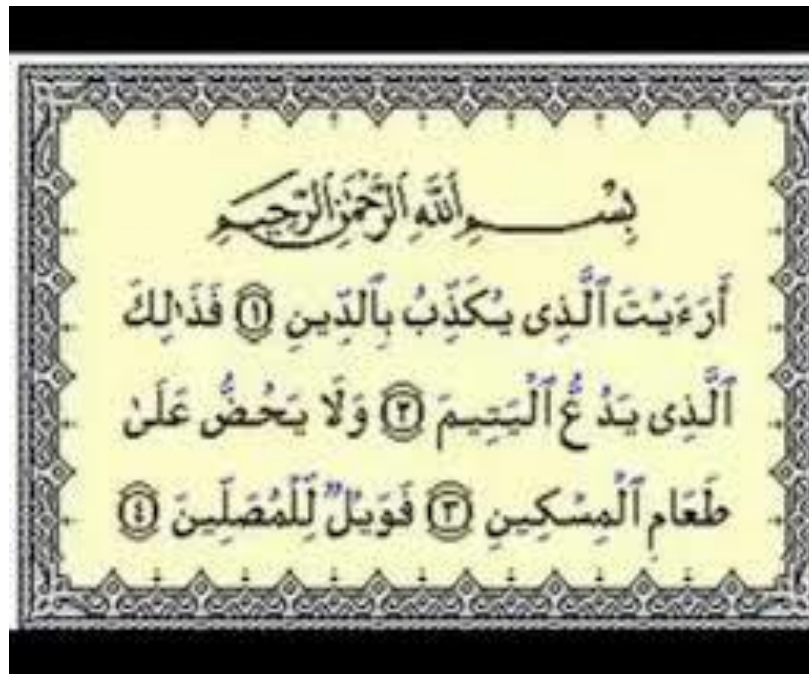 بِسْمِ ٱللَّهِ ٱلرَّحْمَٰنِ ٱلرَّحِيمِ
أَرَءَيْتَ ٱلَّذِى يُكَذِّبُ بِٱلدِّينِ ١ فَذَٰلِكَ
ٱلَّذِى يَدُعُّ ٱلْيَتِيمَ ٢ وَلَا يَحُضُّ عَلَىٰ
طَعَامِ ٱلْمِسْكِينِ ٣ فَوَيْلٌ لِّلْمُصَلِّينَ ٤